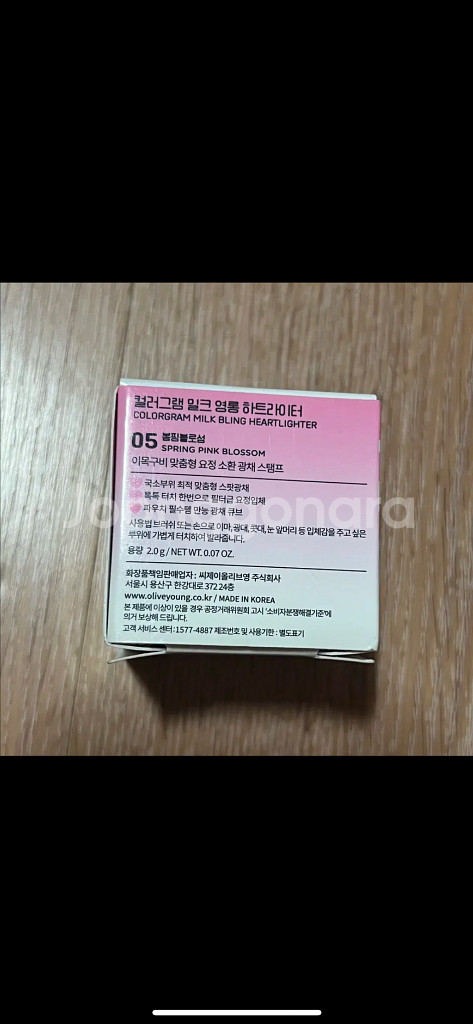 컬러그램 밀크 영롱 하트라이터
COLORGRAM MILK BLING HEARTLIGHTER
05 봄핑블로섬
SPRING PINK BLOSSOM
이목구비 맞춤형 요정 소환 광채 스탬프
국소부위 최적 맞춤형 스팟광채
톡톡 터치 한번으로 필터급 요정입체
파우치 필수템 만능 광채 큐브
사용법 브러쉬 또는 손으로 이마, 광대, 콧대, 눈 앞머리 등 입체감을 주고 싶은
부위에 가볍게 터치하여 발라줍니다.
용량 2.0 g / NET WT. 0.07 OZ.
화장품책임판매업자 : 씨제이올리브영 주식회사
서울시 용산구 한강대로 372 24층
www.oliveyoung.co.kr / MADE IN KOREA
본 제품에 이상이 있을 경우 공정거래위원회 고시 '소비자분쟁해결기준'에
의거 보상해 드립니다.
고객 서비스 센터 : 1577-4887 제조번호 및 사용기한 : 별도표기